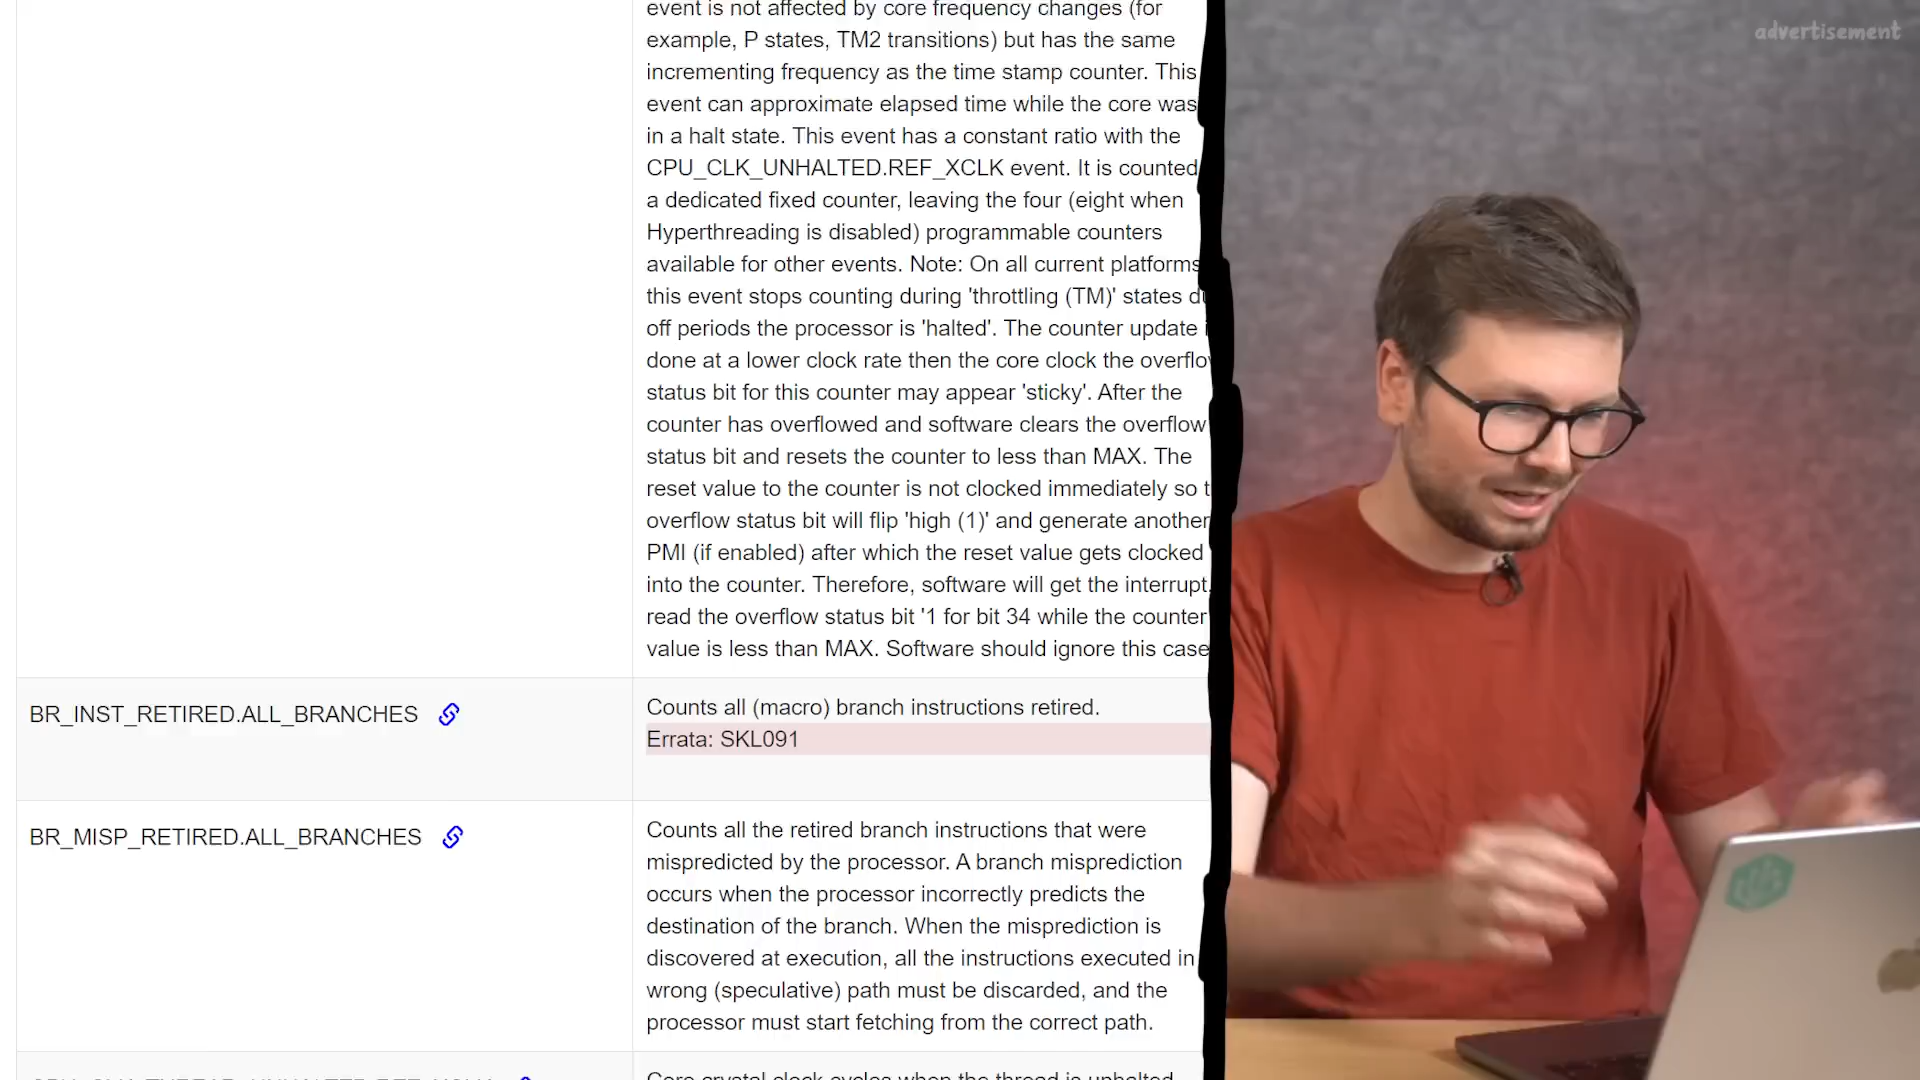 advertisement
event is not affected by core frequency changes (for
example, P states, TM2 transitions) but has the same
incrementing frequency as the time stamp counter. This
event can approximate elapsed time while the core was
in a halt state. This event has a constant ratio with the
CPU_CLK_UNHALTED.REF_XCLK event. It is counted
a dedicated fixed counter, leaving the four (eight when
Hyperthreading is disabled) programmable counters
available for other events. Note: On all current platforms
this event stops counting during 'throttling (TM)' states
off periods the processor is 'halted'. The counter update
done at a lower clock rate then the core clock the
status bit for this counter may appear 'sticky'. After the
counter has overflowed and software clears the overflow
status bit and resets the counter to less than MAX. The
reset value to the counter is not clocked immediately so
overflow status bit will flip 'high (1)' and generate another
PMI (if enabled) after which the reset value gets clocked
into the counter. Therefore, software will get the interrupt,
read the overflow status bit '1 for bit 34 while the counter
value is less than MAX. Software should ignore this case
BR_INST_RETIRED.ALL_BRANCHES
Counts all (macro) branch instructions retired.
Errata: SKL091
BR_MISP_RETIRED.ALL_BRANCHES
Counts all the retired branch instructions that were
mispredicted by the processor. A branch misprediction
occurs when the processor incorrectly predicts the
destination of the branch. When the misprediction is
discovered at execution, all the instructions executed in
wrong (speculative) path must be discarded, and the
processor must start fetching from the correct path.